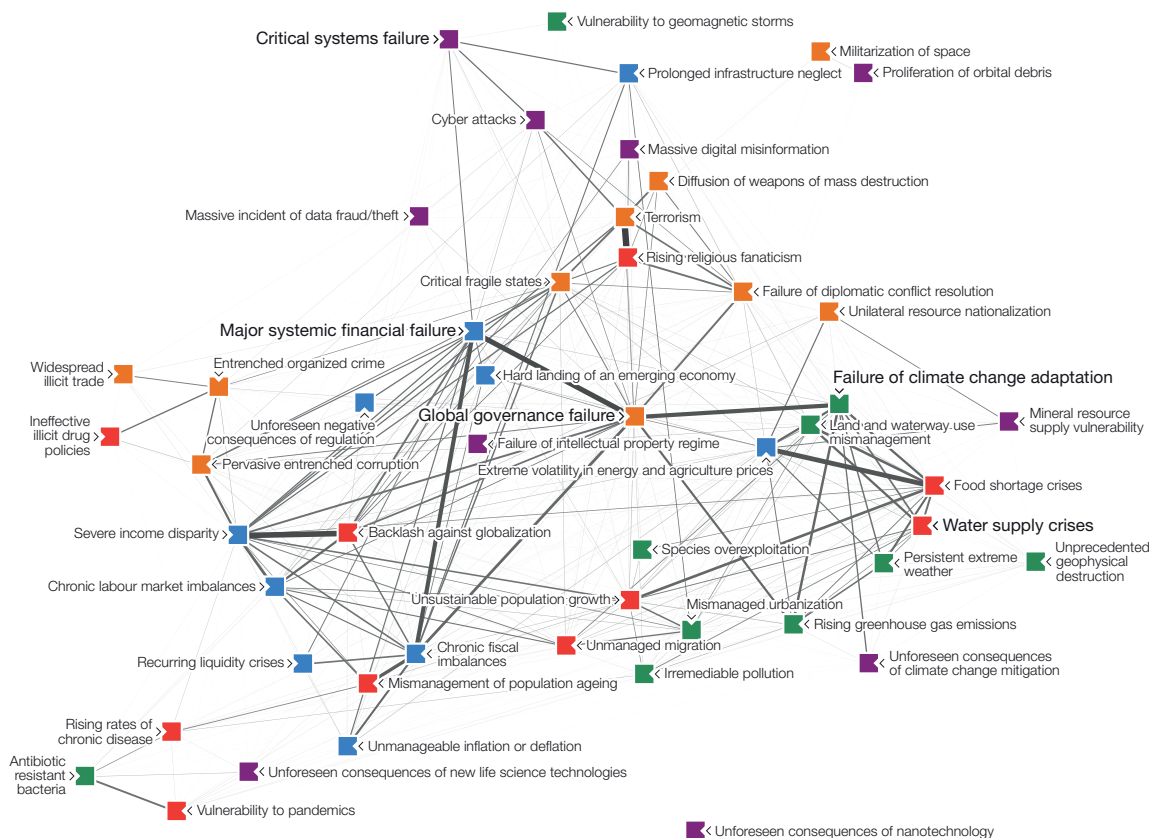 Vulnerability to geomagnetic storms
Critical systems failure
Militarization of space
Prolonged infrastructure neglect
Proliferation of orbital debris
Cyber attacks
Massive digital misinformation
Diffusion of weapons of mass destruction
Massive incident of data fraud/theft
Terrorism
Rising religious fanaticism
Critical fragile states
Failure of diplomatic conflict resolution
Unilateral resource nationalization
Major systemic financial failure
Widespread
illicit trade
Entrenched organized crime
Hard landing of an emerging economy
Failure of climate change adaptation
Ineffective
illicit drug
policies
Unforeseen negative
consequences of regulation
Global governance failure
Land and waterway use
mismanagement
Mineral resource
supply vulnerability
Failure of intellectual property regime
Pervasive entrenched corruption
Extreme volatility in energy and agriculture prices
Food shortage crises
Severe income disparity
Backlash against globalization
Water supply crises
Species overexploitation
Persistent extreme
weather
Unprecedented
geophysical
destruction
Chronic labour market imbalances
Unsustainable population growth
Mismanaged urbanization
Rising greenhouse gas emissions
Unmanaged migration
Chronic fiscal
imbalances
Recurring liquidity crises
Irremediable pollution
Unforeseen consequences
of climate change mitigation
Mismanagement of population ageing
Rising rates of
chronic disease
Unmanageable inflation or deflation
Antibiotic
resistant
bacteria
Unforeseen consequences of new life science technologies
Vulnerability to pandemics
Unforeseen consequences of nanotechnology